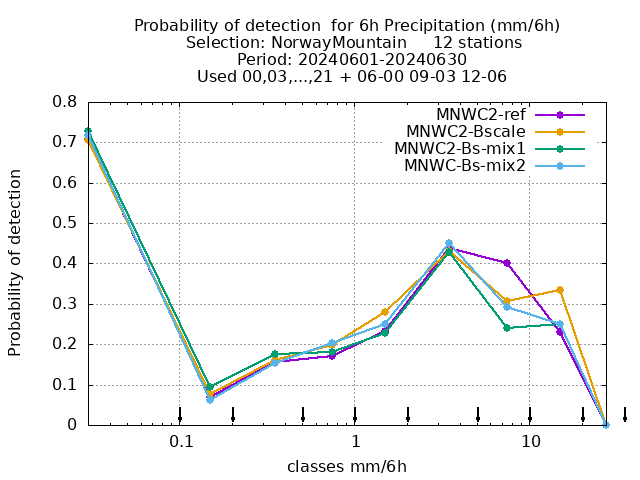 Probability of detection  for 6h Precipitation (mm/6h)
Selection: NorwayMountain     12 stations
Period: 20240601-20240630
Used 00,03,...,21 + 06-00 09-03 12-06
MNWC2-ref
MNWC2-Bscale
MNWC2-Bs-mix1
MNWC-Bs-mix2
Probability of detection
0.8
0.7
0.6
0.5
0.4
0.3
0.2
0.1
0
0.1 1 10
classes mm/6h